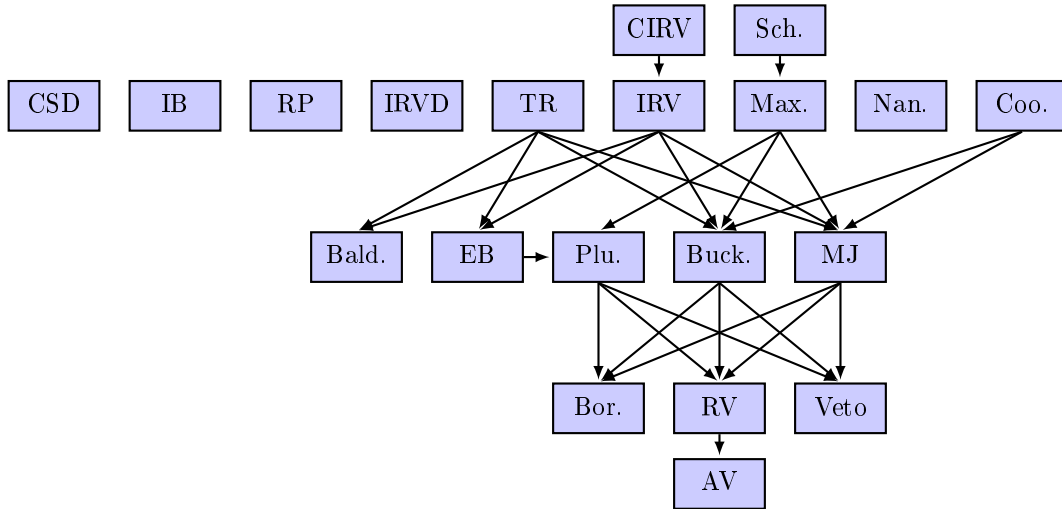 CIRV Sch.
CSD IB RP IRVD TR IRV Max. Nan. Coo.
Bald. EB Plu. Buck. MJ
Bor. RV Veto
AV